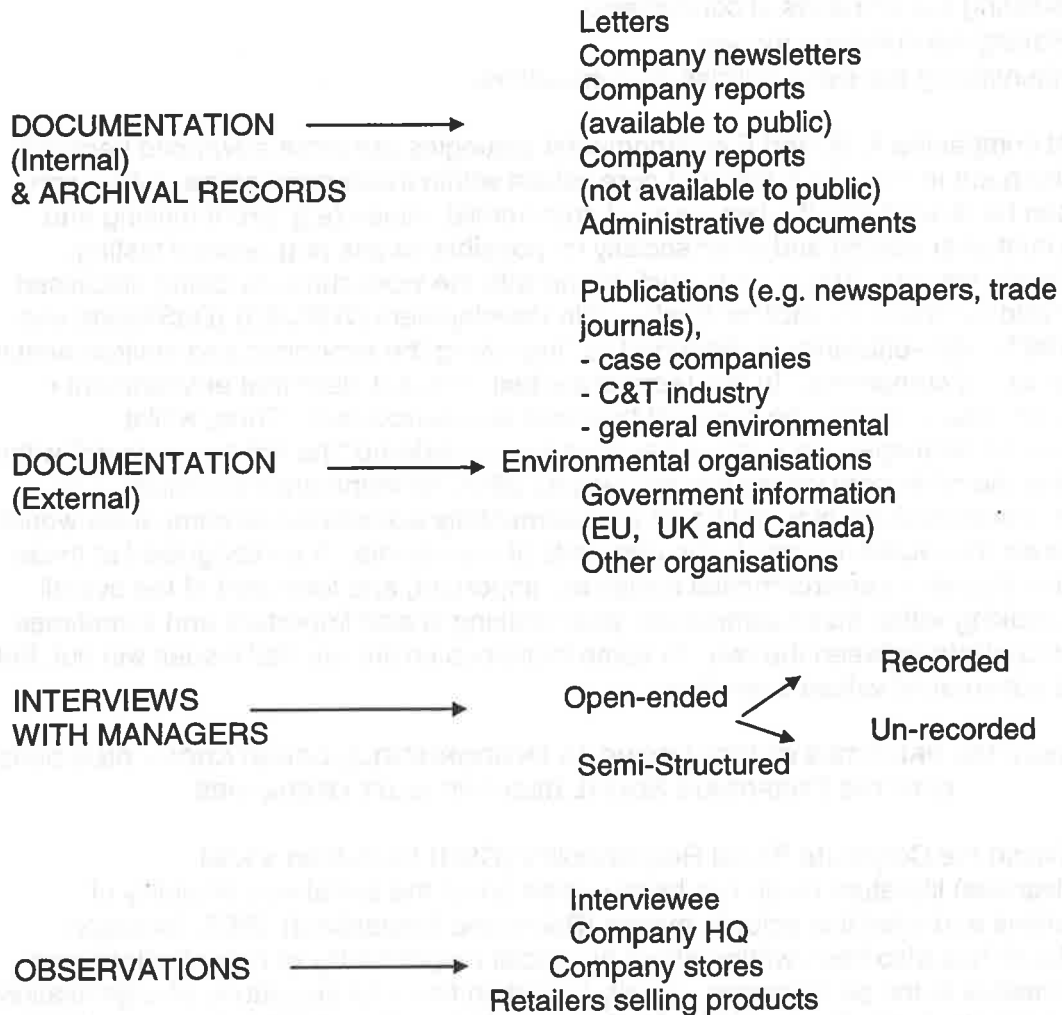 Letters
Company newsletters
Company reports
(available to public)
Company reports
(not available to public)
Administrative documents
DOCUMENTATION
(Internal)
& ARCHIVAL RECORDS
Publications (e.g. newspapers, trade
journals),
- case companies
- C&T industry
- general environmental
Environmental organisations
Government information
(EU, UK and Canada)
Other organisations
DOCUMENTATION
(External)
INTERVIEWS
WITH MANAGERS
Open-ended
Semi-Structured
Recorded
Un-recorded
OBSERVATIONS
Interviewee
Company HQ
Company stores
Retailers selling products